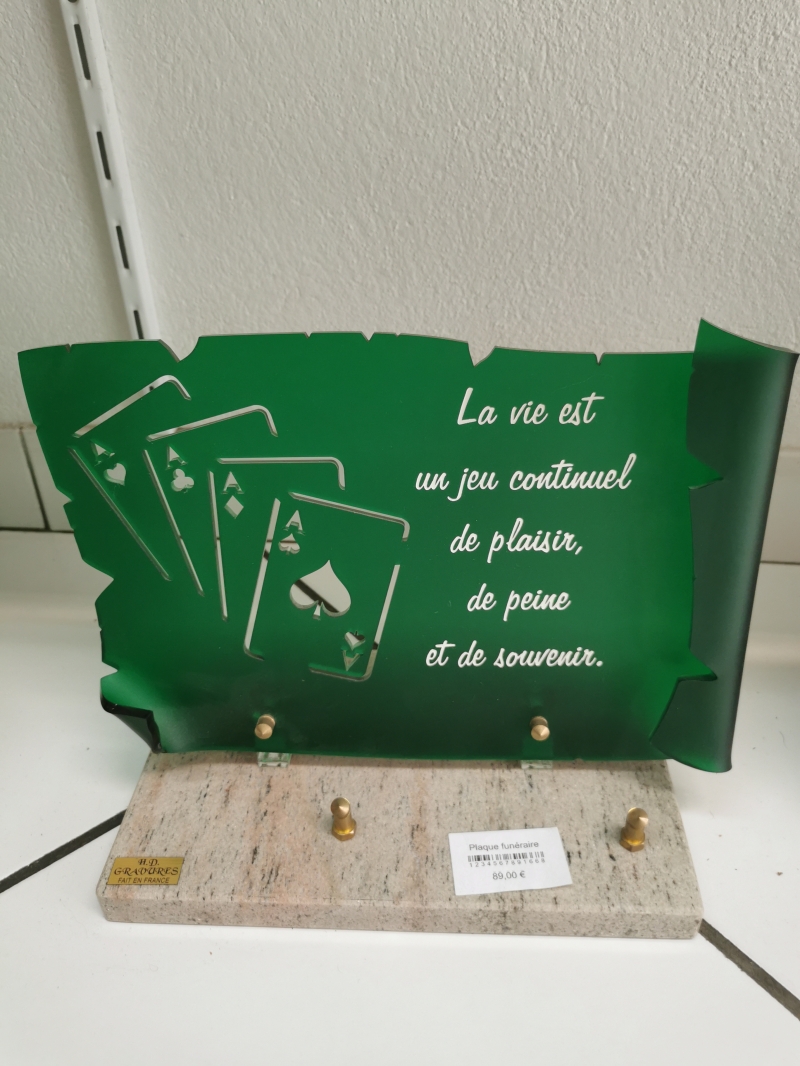 La vie est
un jeu continuel
de plaisir,
de peine
et de souvenir.
A
A
A
A
A
H.D.
GRAVURES
FAIT EN FRANCE
Plaque funéraire
89,00 €